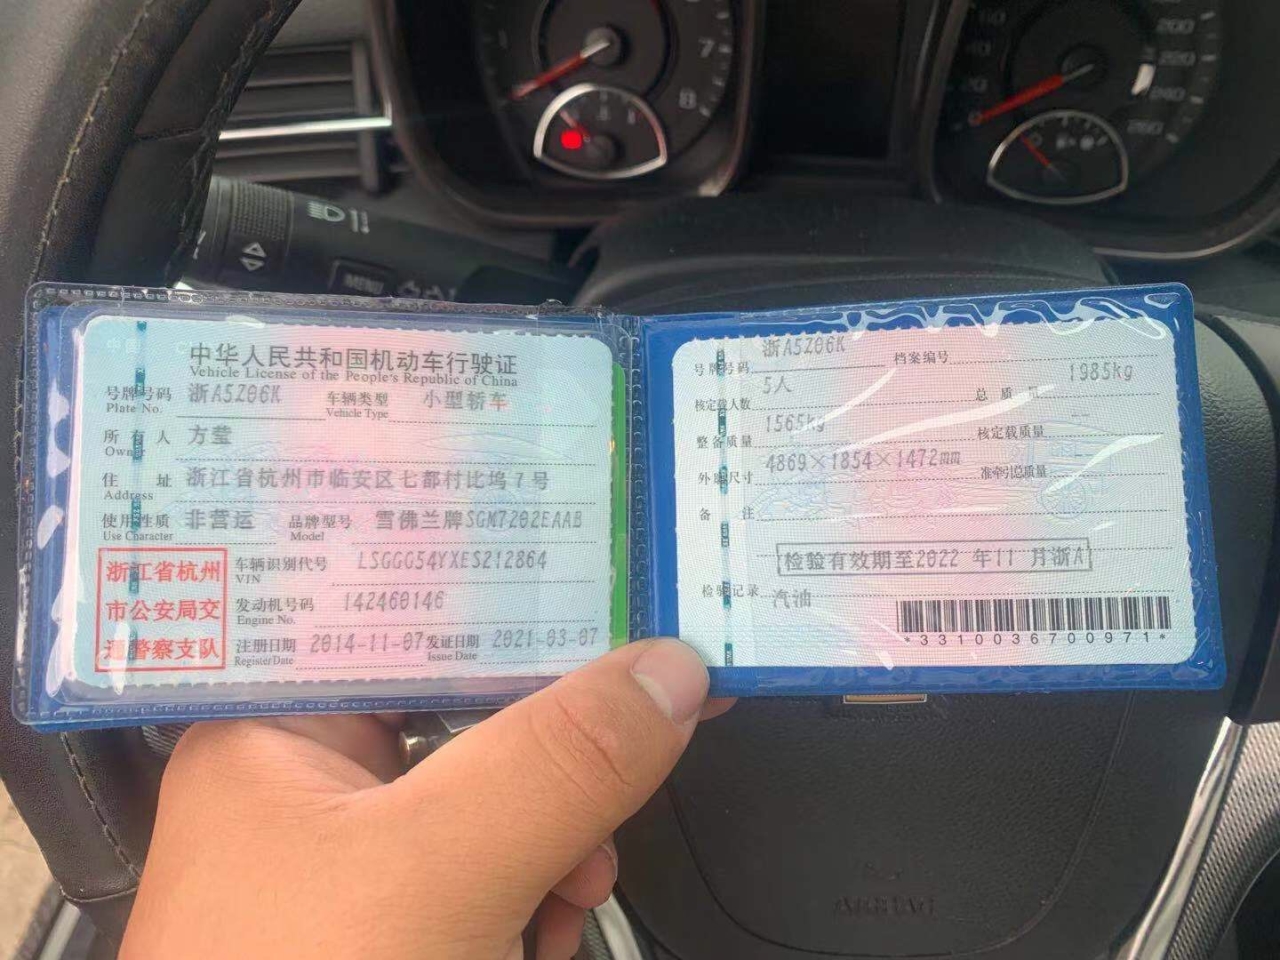 中华人民共和国机动车行驶证
Vehicle License of the People's Republic of China
号牌号码 浙A5Z06K 车辆类型 小型轿车
Plate No. Vehicle Type
所有人 方莹
Owner
住址 浙江省杭州市临安区七都村比坞7号
Address
使用性质 非营运 品牌型号 雪佛兰牌SGM7202EAAB
Use Character Model
浙江省杭州市公安局交通警察支队
车辆识别代号 LSGGG54YXES212864
VIN
发动机号码 142460146
Engine No.
注册日期 2014-11-07 发证日期 2021-03-07
Register Date Issue Date
号牌号码 浙A5Z06K 档案编号
核定载人数 5人 总质量 1985kg
整备质量 1565kg 核定载质量
外廓尺寸 4869×1854×1472mm 准牵引总质量
备注
检验有效期至2022年11月浙A
检验记录 汽油
*3310036700971*
MENU
AIRBAG
7
8